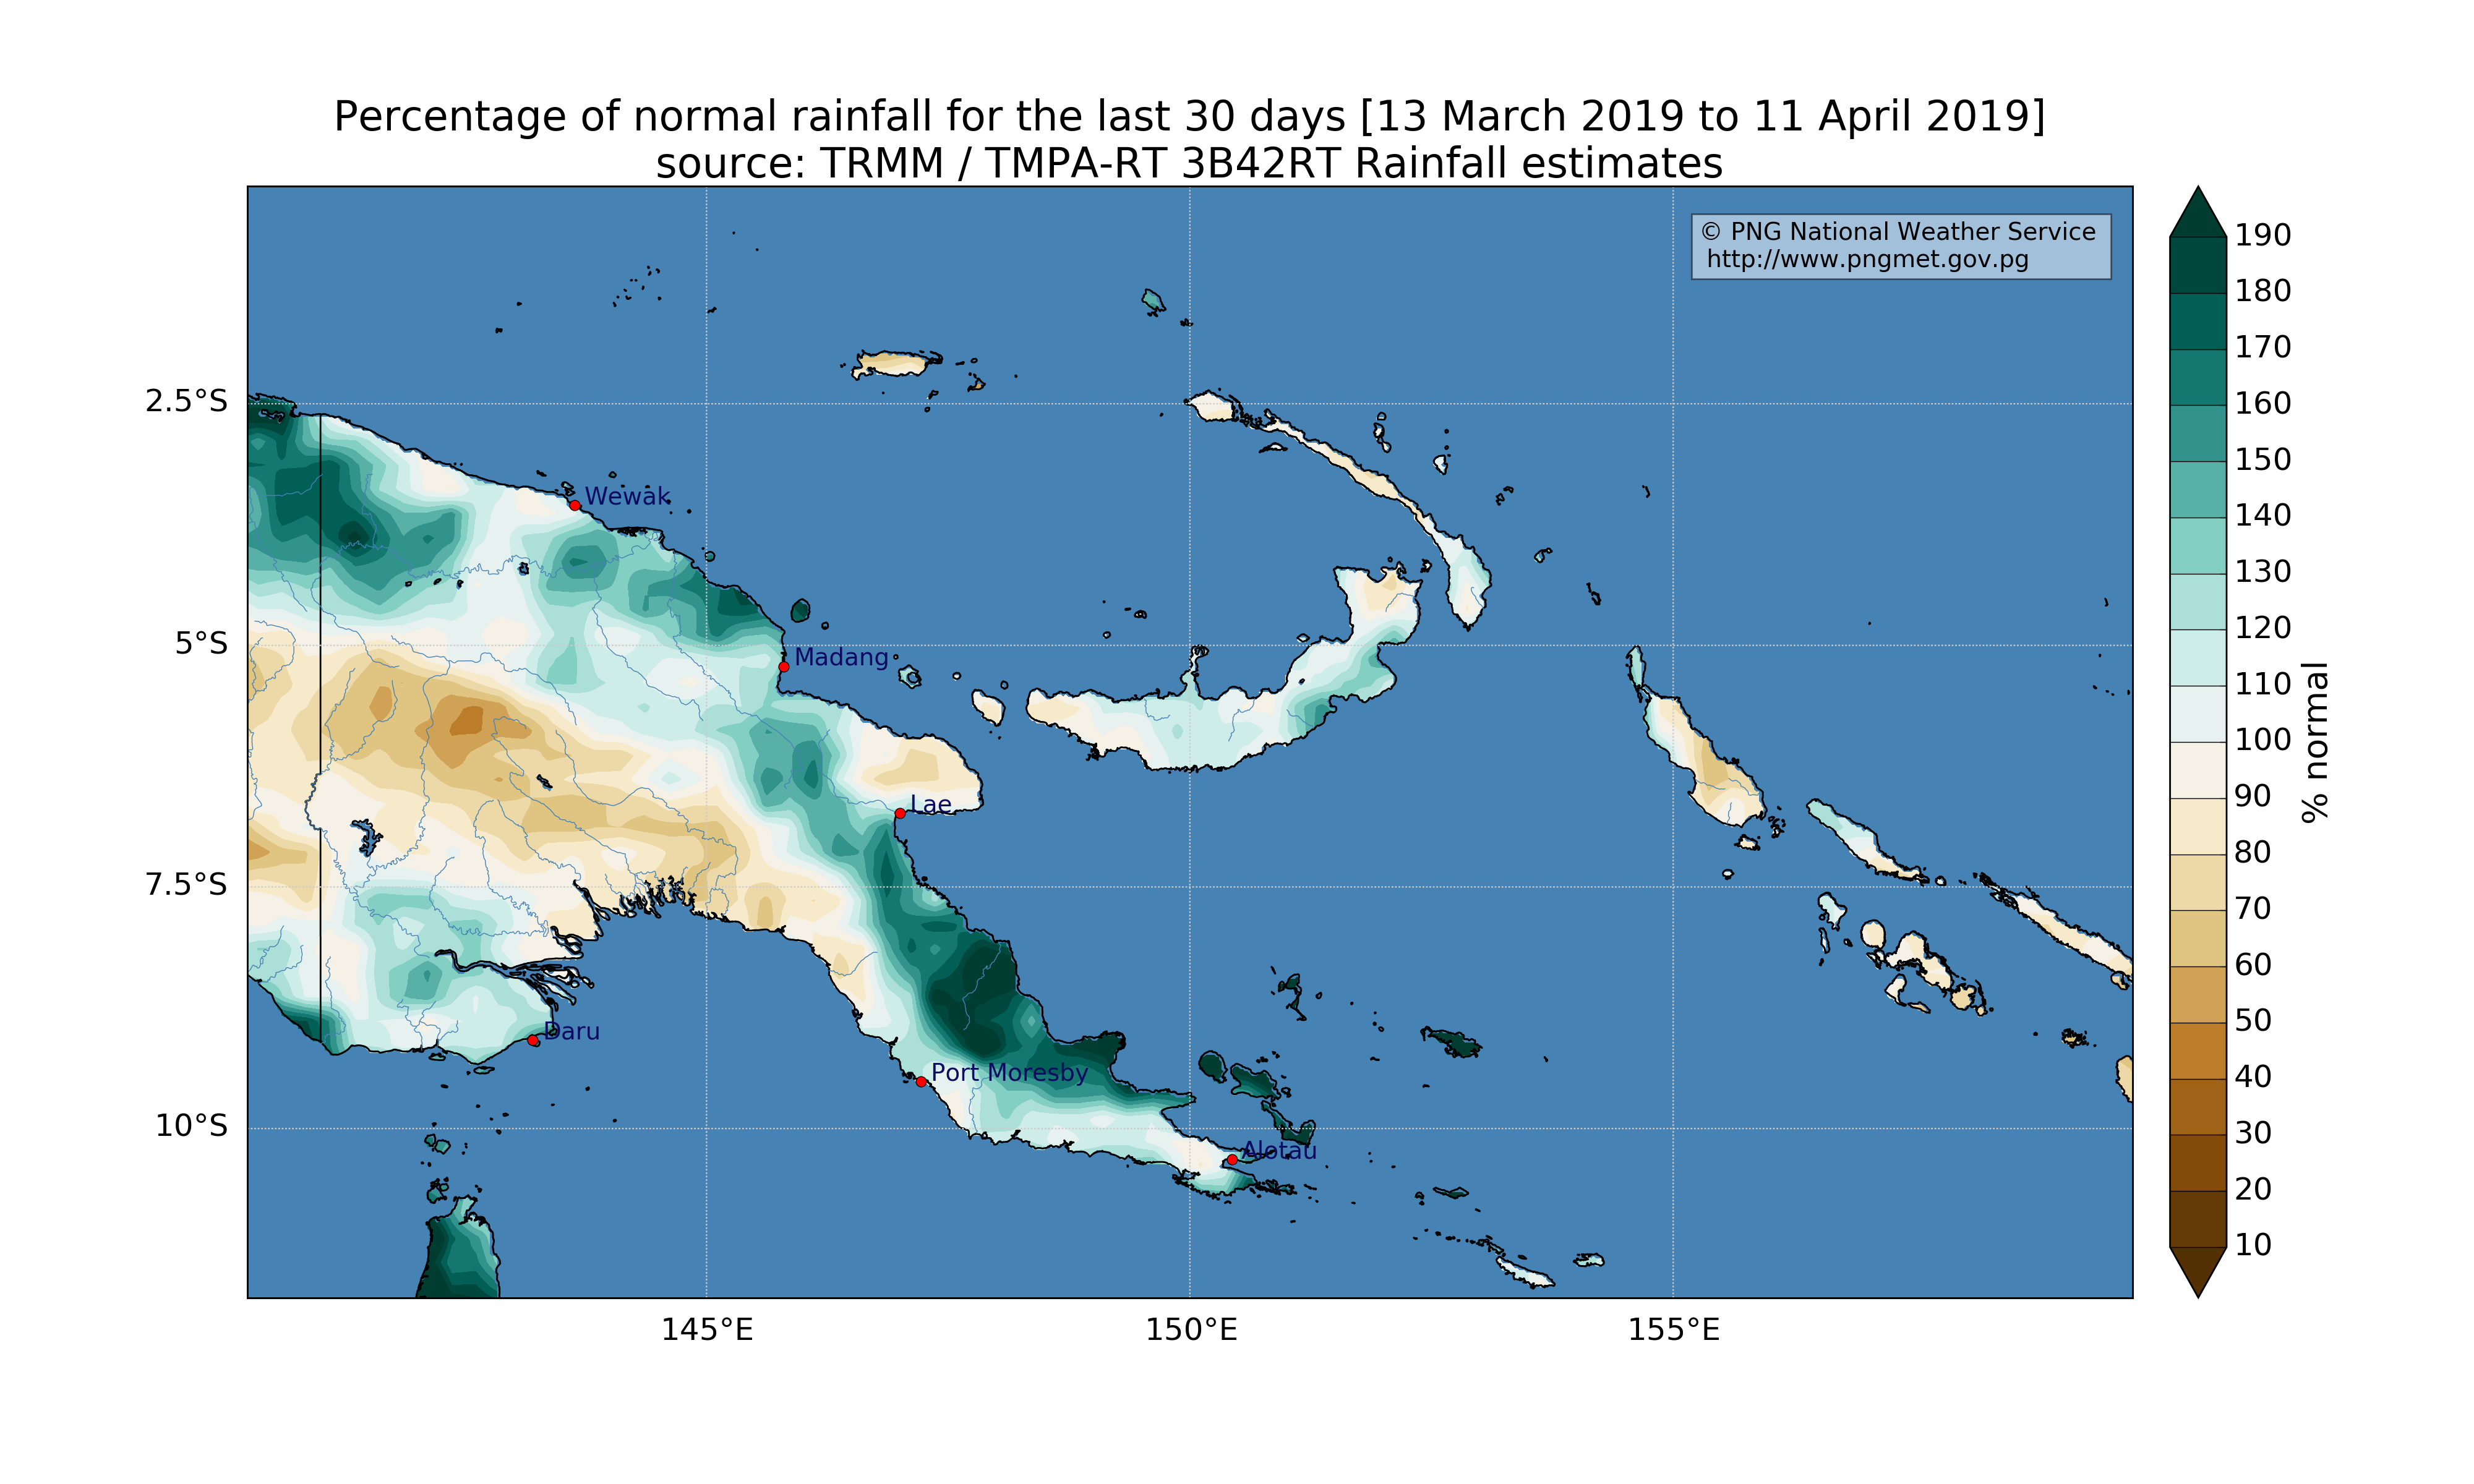 Percentage of normal rainfall for the last 30 days [13 March 2019 to 11 April 2019]
source: TRMM / TMPA-RT 3B42RT Rainfall estimates
© PNG National Weather Service
http://www.pngmet.gov.pg
2.5°S
5°S
7.5°S
10°S
Wewak
Madang
Lae
Daru
Port Moresby
Alotau
145°E
150°E
155°E
190
180
170
160
150
140
130
120
110
100
90
80
70
60
50
40
30
20
10
% normal